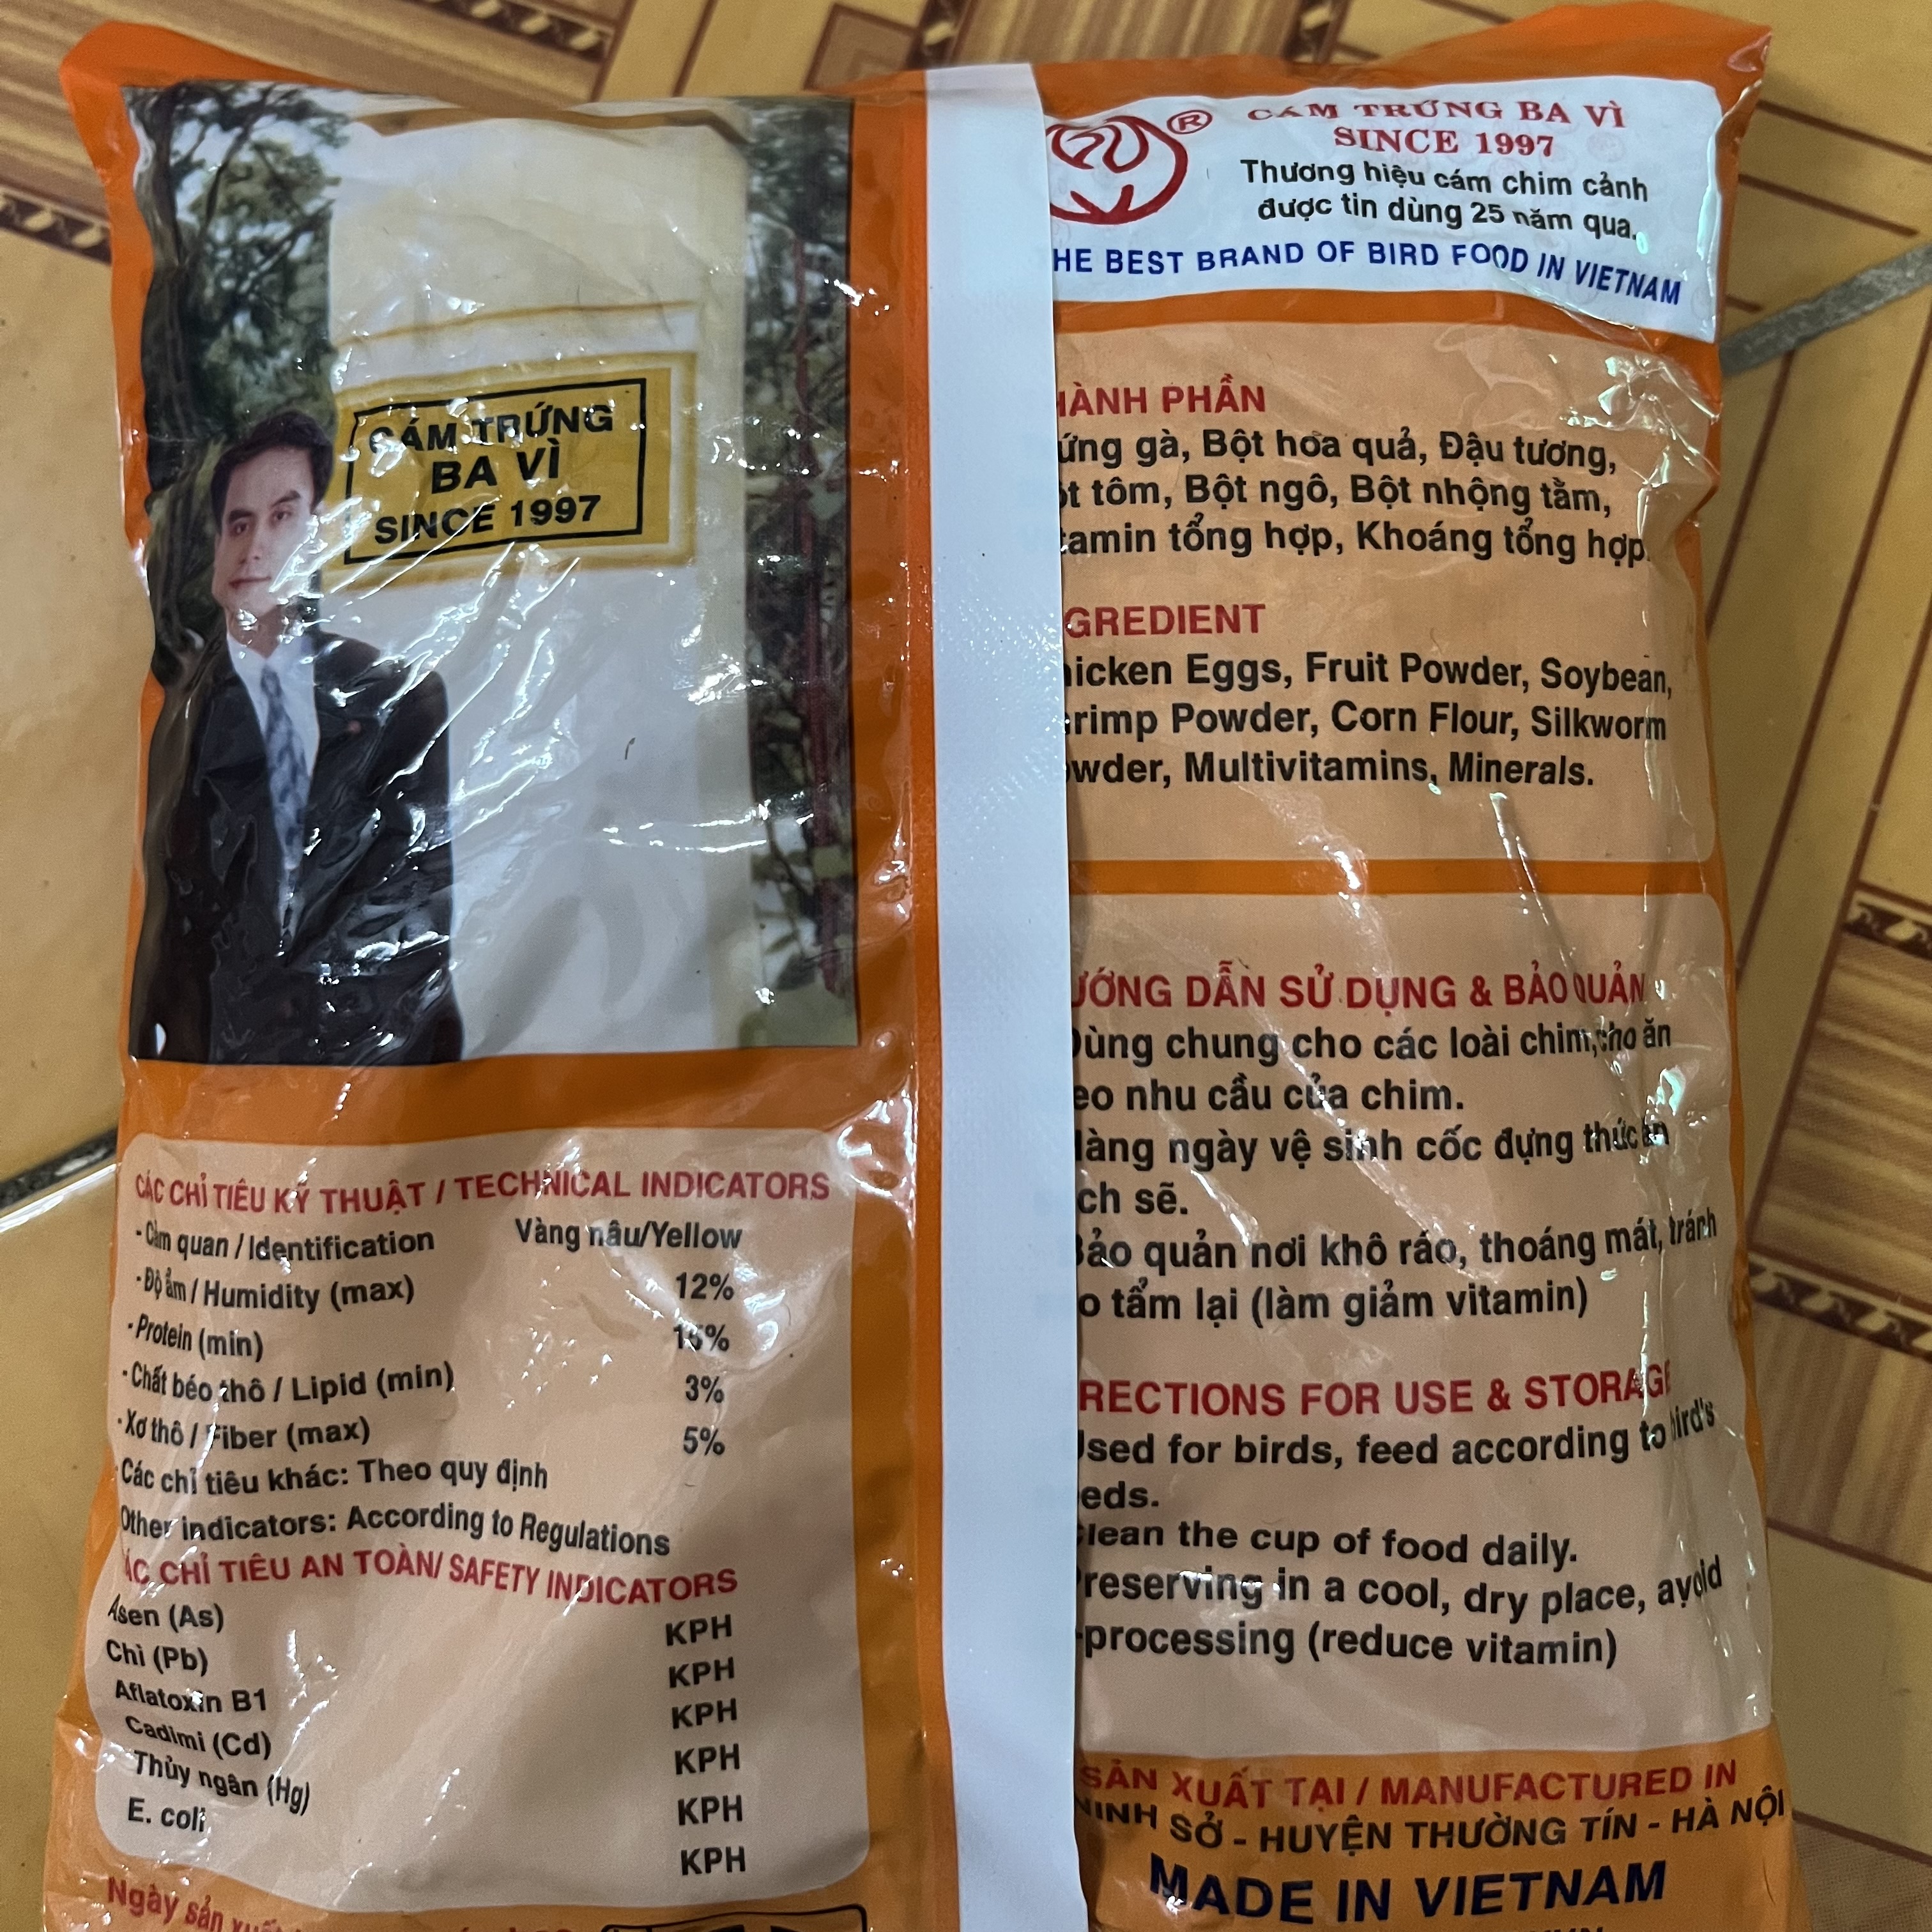 CÁM TRỨNG
BA VÌ
SINCE 1997
CÁC CHỈ TIÊU KỸ THUẬT / TECHNICAL INDICATORS
- Cảm quan / Identification Vàng nâu/Yellow
- Độ ẩm / Humidity (max) 12%
- Protein (min)
- Chất béo thô / Lipid (min) 3%
- Xơ thô / Fiber (max) 5%
Các chỉ tiêu khác: Theo quy định
Other indicators: According to Regulations
ÁC CHỈ TIÊU AN TOÀN/ SAFETY INDICATORS
Asen (As) KPH
Chì (Pb) KPH
Aflatoxin B1 KPH
Cadimi (Cd) KPH
Thủy ngân (Hg) KPH
E. coli KPH
Ngày sản
®
CÁM TRỨNG BA VÌ
SINCE 1997
Thương hiệu cám chim cảnh
được tin dùng 25 năm qua.
HE BEST BRAND OF BIRD FOOD IN VIETNAM
HÀNH PHẦN
ứng gà, Bột hoa quả, Đậu tương,
ột tôm, Bột ngô, Bột nhộng tằm,
tamin tổng hợp, Khoáng tổng hợp.
GREDIENT
hicken Eggs, Fruit Powder, Soybean,
rimp Powder, Corn Flour, Silkworm
owder, Multivitamins, Minerals.
ƯỚNG DẪN SỬ DỤNG & BẢO QUẢN
Dùng chung cho các loài chim, cho ăn
eo nhu cầu của chim.
Hàng ngày vệ sinh cốc đựng thức ăn
ch sẽ.
Bảo quản nơi khô ráo, thoáng mát, tránh
o tẩm lại (làm giảm vitamin)
RECTIONS FOR USE & STORAGE
Used for birds, feed according to bird's
eds.
Clean the cup of food daily.
Preserving in a cool, dry place, avoid
-processing (reduce vitamin)
SẢN XUẤT TẠI / MANUFACTURED IN
NINH SỞ - HUYỆN THƯỜNG TÍN - HÀ NỘI
MADE IN VIETNAM